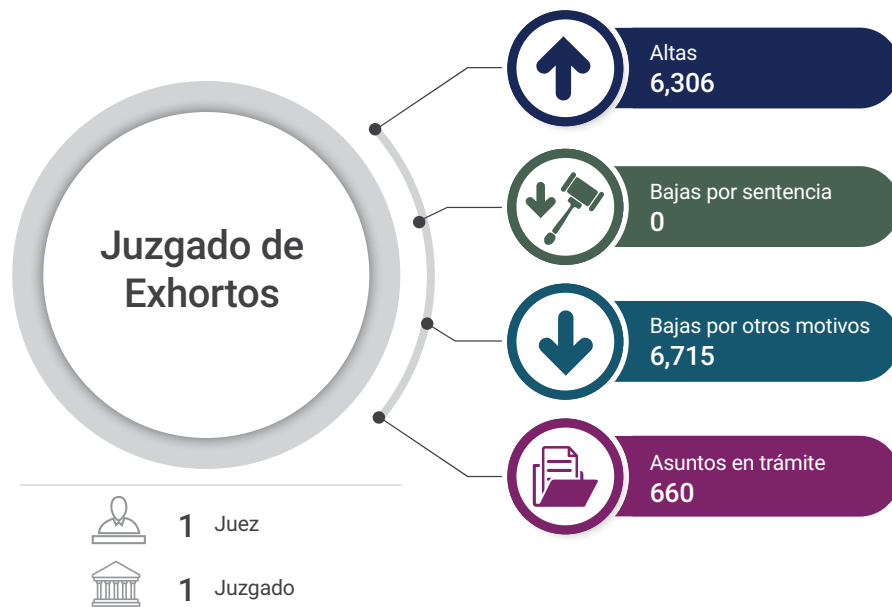 Juzgado de
Exhortos
Altas
6,306
Bajas por sentencia
0
Bajas por otros motivos
6,715
Asuntos en trámite
660
1 Juez
1 Juzgado